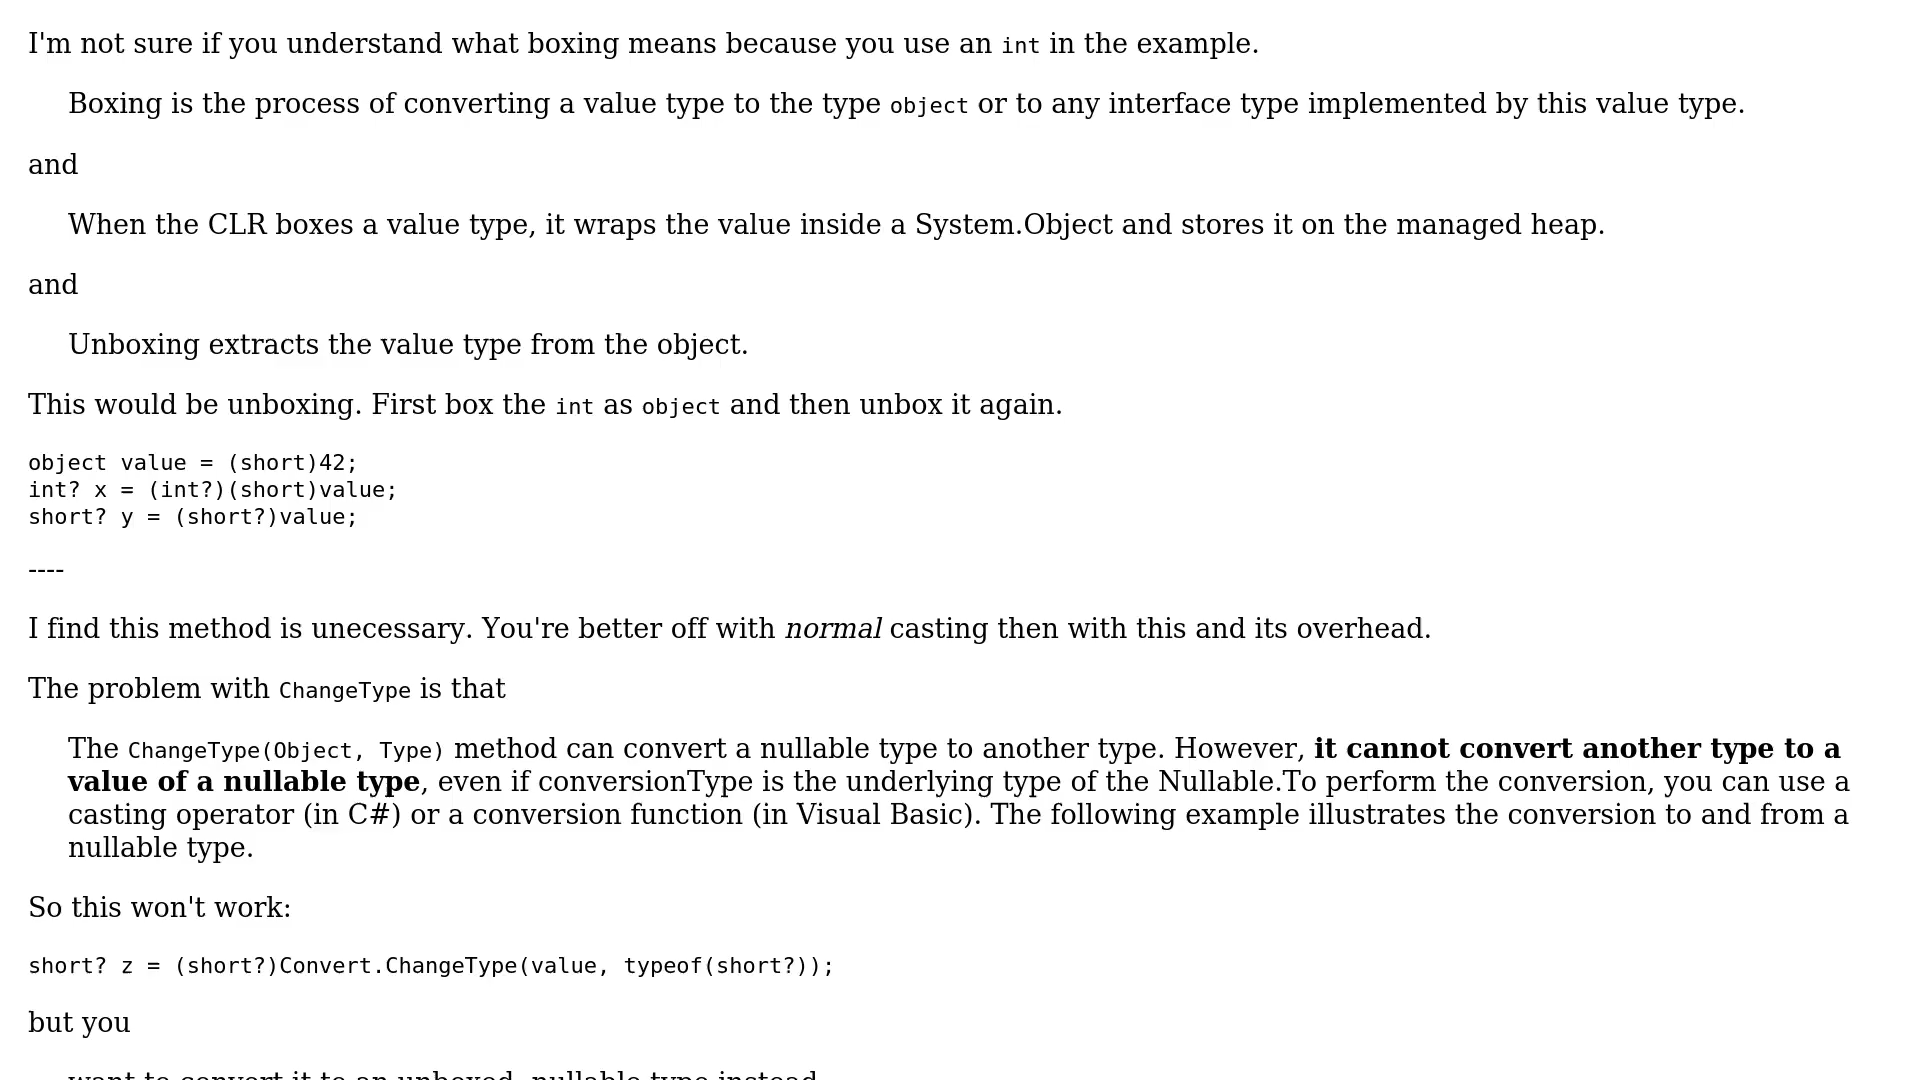 I'm not sure if you understand what boxing means because you use an int in the example.
Boxing is the process of converting a value type to the type object or to any interface type implemented by this value type.
and
When the CLR boxes a value type, it wraps the value inside a System.Object and stores it on the managed heap.
and
Unboxing extracts the value type from the object.
This would be unboxing. First box the int as object and then unbox it again.
object value = (short)42;
int? x = (int?)(short)value;
short? y = (short?)value;
----
I find this method is unecessary. You're better off with normal casting then with this and its overhead.
The problem with ChangeType is that
The ChangeType(Object, Type) method can convert a nullable type to another type. However, it cannot convert another type to a
value of a nullable type, even if conversionType is the underlying type of the Nullable.To perform the conversion, you can use a
casting operator (in C#) or a conversion function (in Visual Basic). The following example illustrates the conversion to and from a
nullable type.
So this won't work:
short? z = (short?)Convert.ChangeType(value, typeof(short?));
but you
want to convert it to an unboxed, nullable type instead